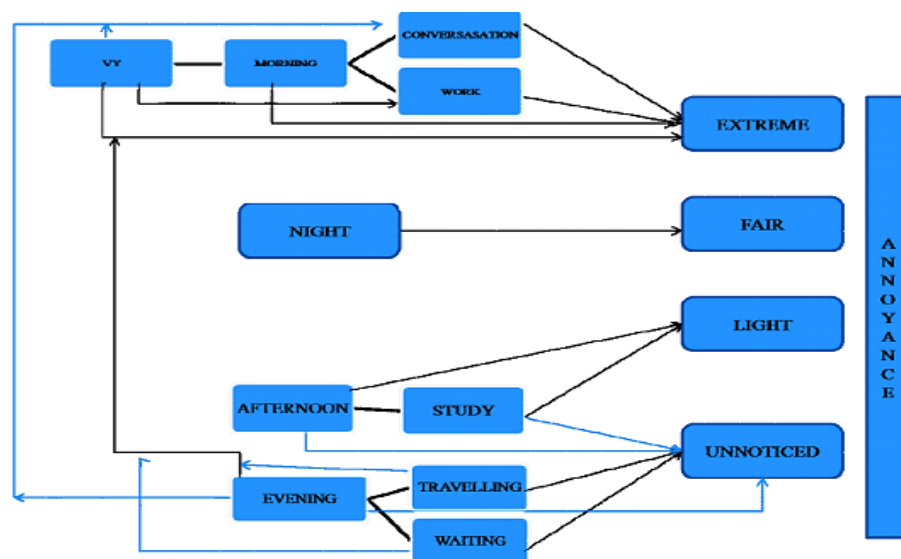 CONVERSASATION
VY
MORNING
WORK
EXTREME
NIGHT
FAIR
LIGHT
AFTERNOON
STUDY
UNNOTICED
TRAVELLING
EVENING
WAITING
ANNOYANCE